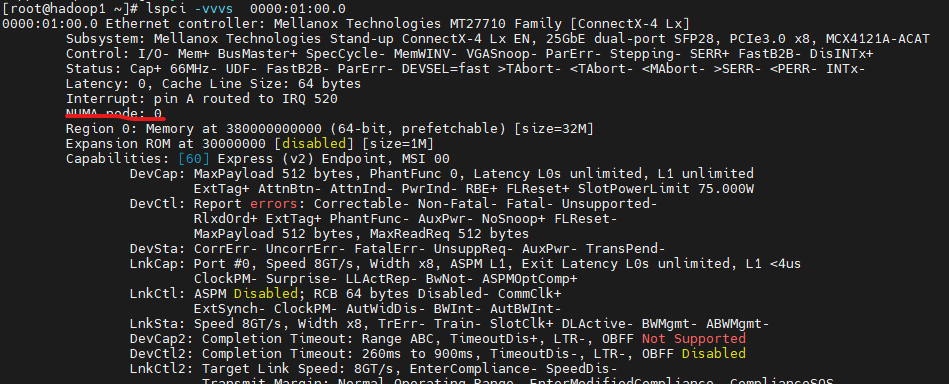 [root@hadoop1 ~]# lspci -vvvs  0000:01:00.0
0000:01:00.0 Ethernet controller: Mellanox Technologies MT27710 Family [ConnectX-4 Lx]
Subsystem: Mellanox Technologies Stand-up ConnectX-4 Lx EN, 25GbE dual-port SFP28, PCIe3.0 x8, MCX4121A-ACAT
Control: I/O- Mem+ BusMaster+ SpecCycle- MemWINV- VGASnoop- ParErr- Stepping- SERR+ FastB2B- DisINTx+
Status: Cap+ 66MHz- UDF- FastB2B- ParErr- DEVSEL=fast >TAbort- <TAbort- <MAbort- >SERR- <PERR- INTx-
Latency: 0, Cache Line Size: 64 bytes
Interrupt: pin A routed to IRQ 520
NUMA node: 0
Region 0: Memory at 380000000000 (64-bit, prefetchable) [size=32M]
Expansion ROM at 30000000 [disabled] [size=1M]
Capabilities: [60] Express (v2) Endpoint, MSI 00
DevCap: MaxPayload 512 bytes, PhantFunc 0, Latency L0s unlimited, L1 unlimited
ExtTag+ AttnBtn- AttnInd- PwrInd- RBE+ FLReset+ SlotPowerLimit 75.000W
DevCtl: Report errors: Correctable- Non-Fatal- Fatal- Unsupported-
RlxdOrd+ ExtTag+ PhantFunc- AuxPwr- NoSnoop+ FLReset-
MaxPayload 512 bytes, MaxReadReq 512 bytes
DevSta: CorrErr- UncorrErr- FatalErr- UnsuppReq- AuxPwr- TransPend-
LnkCap: Port #0, Speed 8GT/s, Width x8, ASPM L1, Exit Latency L0s unlimited, L1 <4us
ClockPM- Surprise- LLActRep- BwNot- ASPMOptComp+
LnkCtl: ASPM Disabled; RCB 64 bytes Disabled- CommClk+
ExtSynch- ClockPM- AutWidDis- BWInt- AutBWInt-
LnkSta: Speed 8GT/s, Width x8, TrErr- Train- SlotClk+ DLActive- BWMgmt- ABWMgmt-
DevCap2: Completion Timeout: Range ABC, TimeoutDis+, LTR-, OBFF Not Supported
DevCtl2: Completion Timeout: 260ms to 900ms, TimeoutDis-, LTR-, OBFF Disabled
LnkCtl2: Target Link Speed: 8GT/s, EnterCompliance- SpeedDis-
Transmit Margin: Normal Operating Range, EnterModifiedCompliance- ComplianceSOS-